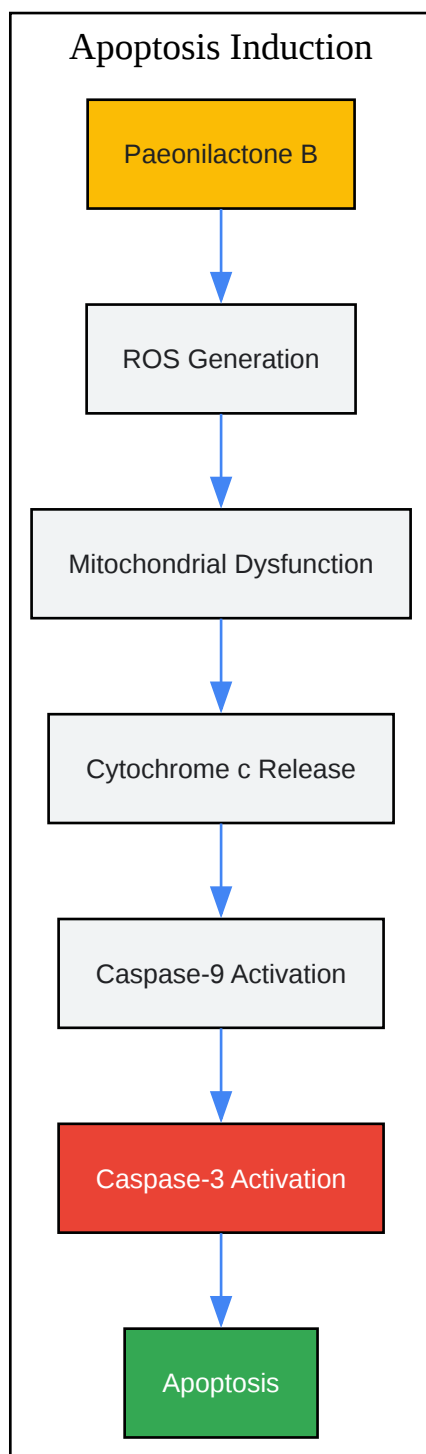 Apoptosis Induction
Paeonilactone B
ROS Generation
Mitochondrial Dysfunction
Cytochrome c Release
Caspase-9 Activation
Caspase-3 Activation
Apoptosis